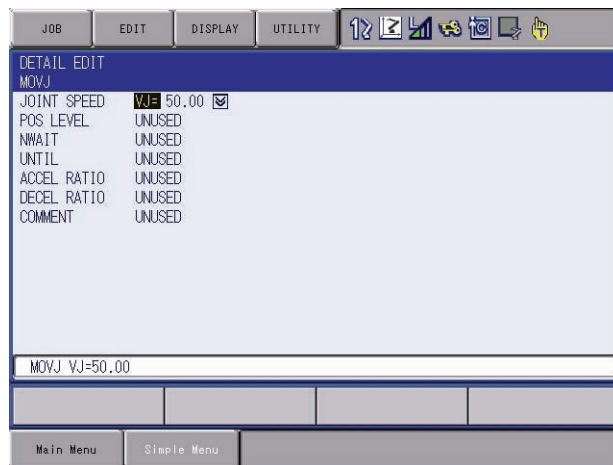 JOB EDIT DISPLAY UTILITY
DETAIL EDIT
MOVJ
JOINT SPEED VJ= 50.00
POS LEVEL UNUSED
NWAIT UNUSED
UNTIL UNUSED
ACCEL RATIO UNUSED
DECEL RATIO UNUSED
COMMENT UNUSED
MOVJ VJ=50.00
Main Menu Simple Menu